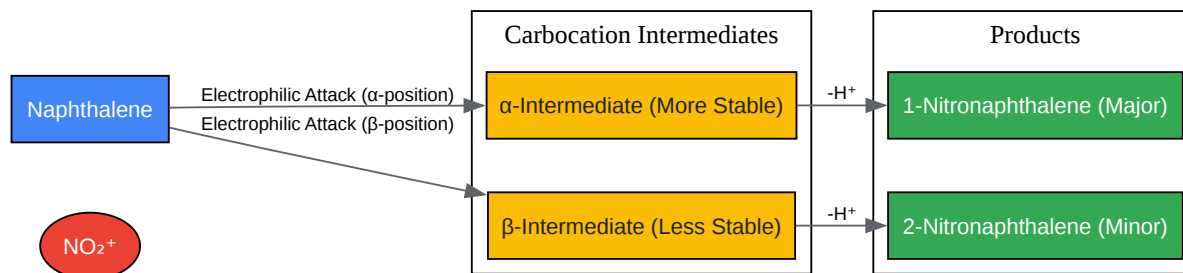 Carbocation Intermediates
Products
Naphthalene
Electrophilic Attack (α-position)
Electrophilic Attack (β-position)
α-Intermediate (More Stable)
-H⁺
1-Nitronaphthalene (Major)
β-Intermediate (Less Stable)
-H⁺
2-Nitronaphthalene (Minor)
NO₂⁺